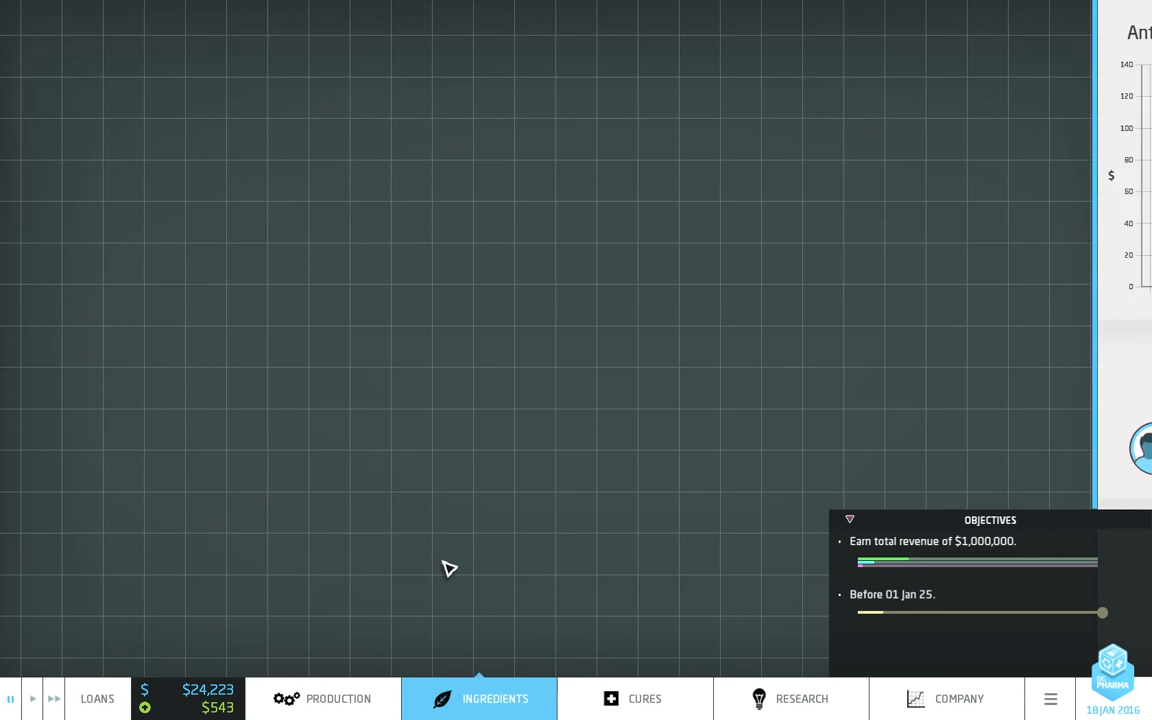 Ant
140
120
100
80
$
60
40
20
0
OBJECTIVES
Earn total revenue of $1,000,000.
Before 01 Jan 25.
LOANS
$ $24,223
$543
PRODUCTION
INGREDIENTS
CURES
RESEARCH
COMPANY
PHARMA
18 JAN 2016